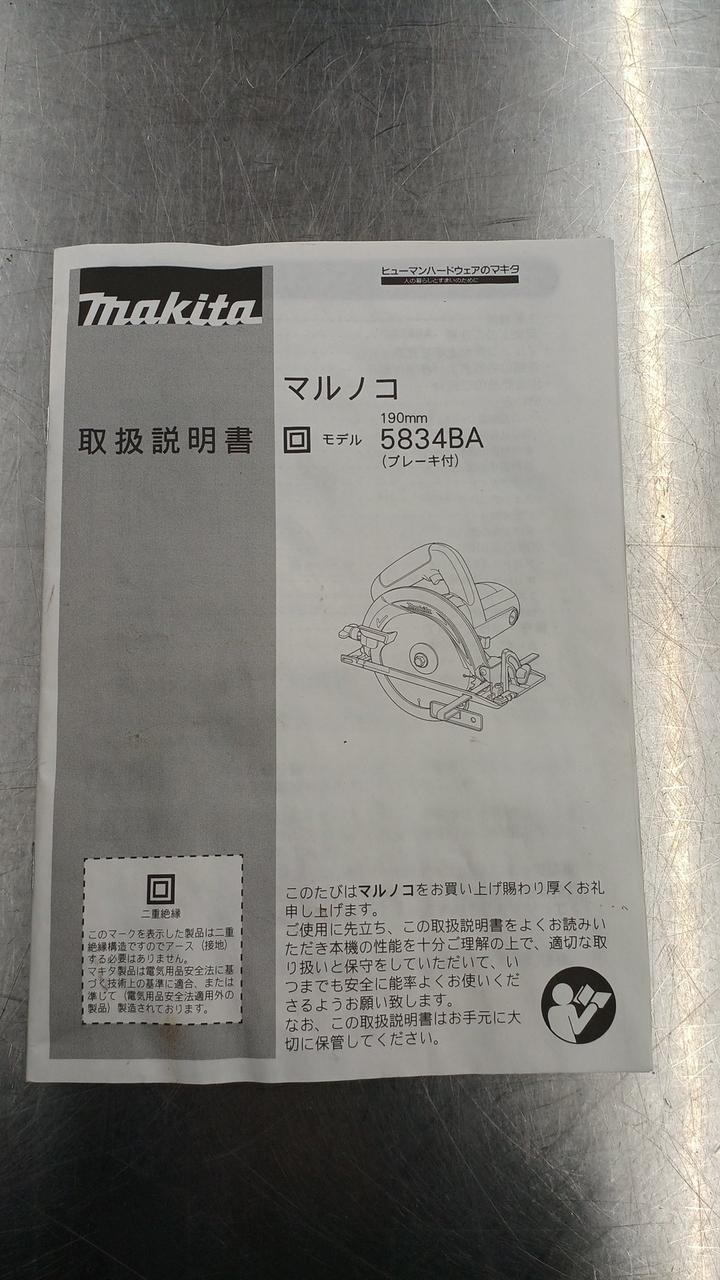 makita
ヒューマンハードウェアのマキタ
人の暮らしとすまいのために
マルノコ
190mm
取扱説明書
モデル 5834BA
(ブレーキ付)
二重絶縁
このマークを表示した製品は二重
絶縁構造ですのでアース（接地）
する必要はありません。
マキタ製品は電気用品安全法に基
づく技術上の基準に適合、または
準じて（電気用品安全法適用外の
製品）製造されております。
このたびはマルノコをお買い上げ賜わり厚くお礼
申し上げます。
ご使用に先立ち、この取扱説明書をよくお読みい
ただき本機の性能を十分ご理解の上で、適切な取
り扱いと保守をしていただいて、い
つまでも安全に能率よくお使いくだ
さるようお願い致します。
なお、この取扱説明書はお手元に大
切に保管してください。